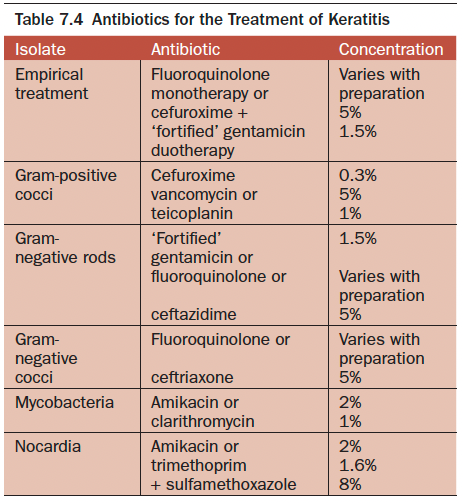 Table 7.4 Antibiotics for the Treatment of Keratitis
Isolate Antibiotic Concentration
Empirical Fluoroquinolone Varies with
treatment monotherapy or preparation
cefuroxime + 5%
‘fortified’ gentamicin 1.5%
duotherapy
Gram-positive Cefuroxime 0.3%
cocci vancomycin or 5%
teicoplanin 1%
Gram- ‘Fortified’ 1.5%
negative rods gentamicin or
fluoroquinolone or Varies with
preparation
ceftazidime 5%
Gram- Fluoroquinolone or Varies with
negative preparation
cocci ceftriaxone 5%
Mycobacteria Amikacin or 2%
clarithromycin 1%
Nocardia Amikacin or 2%
trimethoprim 1.6%
+ sulfamethoxazole 8%